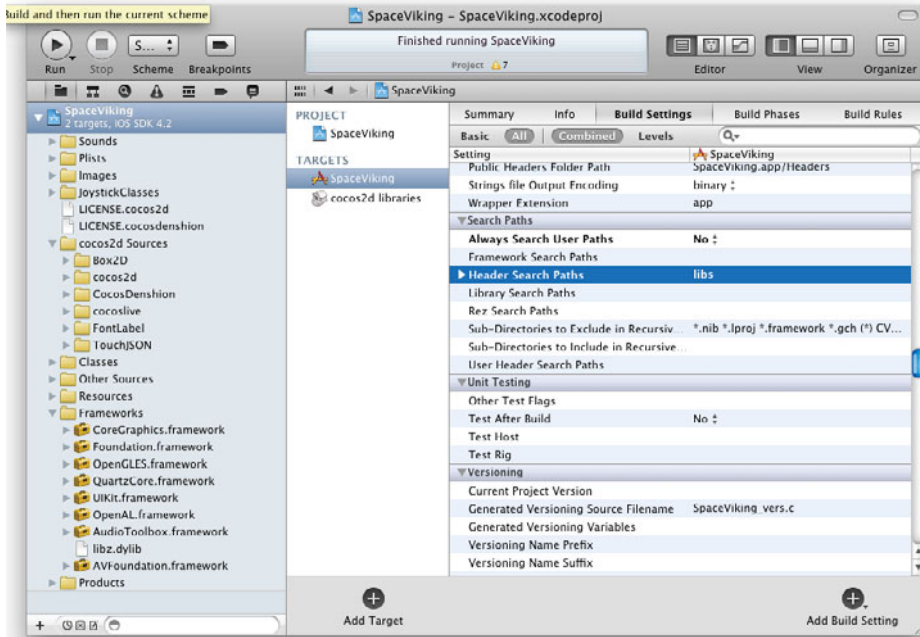 Build and then run the current scheme
SpaceViking – SpaceViking.xcodeproj
Run
Stop
S...
Scheme
Breakpoints
Finished running SpaceViking
Project 7
Editor
View
Organizer
SpaceViking
2 targets, iOS SDK 4.2
Sounds
Plists
Images
JoystickClasses
LICENSE.cocos2d
LICENSE.cocosdenshion
cocos2d Sources
Box2D
cocos2d
CocosDenshion
cocoslive
FontLabel
TouchJSON
Classes
Other Sources
Resources
Frameworks
CoreGraphics.framework
Foundation.framework
OpenGLES.framework
QuartzCore.framework
UIKit.framework
OpenAL.framework
AudioToolbox.framework
libz.dylib
AVFoundation.framework
Products
SpaceViking
PROJECT
SpaceViking
TARGETS
SpaceViking
cocos2d libraries
Add Target
Summary Info Build Settings Build Phases Build Rules
Basic All Combined Levels
Setting SpaceViking
Public Headers Folder Path SpaceViking.app/Headers
Strings file Output Encoding binary
Wrapper Extension app
Search Paths
Always Search User Paths No
Framework Search Paths
Header Search Paths libs
Library Search Paths
Rez Search Paths
Sub-Directories to Exclude in Recursiv... *.nib *.lproj *.framework *.gch (*) CV...
Sub-Directories to Include in Recursive...
User Header Search Paths
Unit Testing
Other Test Flags
Test After Build No
Test Host
Test Rig
Versioning
Current Project Version
Generated Versioning Source Filename SpaceViking_vers.c
Generated Versioning Variables
Versioning Name Prefix
Versioning Name Suffix
Add Build Setting